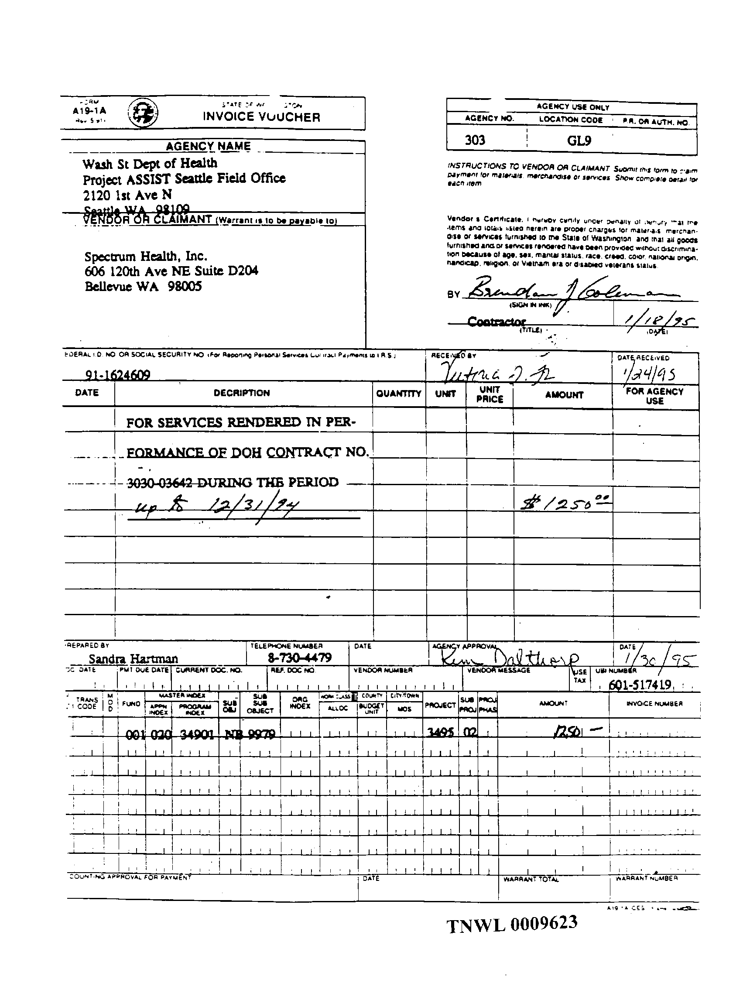 FORM
A19-1A
STATE OF
INVOICE VOUCHER
AGENCY USE ONLY
AGENCY NO. LOCATION CODE P.R. OR AUTH. NO.
303 GL9
AGENCY NAME
Wash St Dept of Health
Project ASSIST Seattle Field Office
2120 1st Ave N
Seattle WA 98109
INSTRUCTIONS TO VENDOR OR CLAIMANT Submit this form to claim
payment for materials, merchandise or services. Show complete detail for
each item
VENDOR OR CLAIMANT (Warrant is to be payable to)
Spectrum Health, Inc.
606 120th Ave NE Suite D204
Bellevue WA 98005
Vendor's Certificate. I hereby certify under penalty of perjury that the
items and totals listed herein are proper charges for materials, merchan-
dise or services furnished to the State of Washington, and that all goods
furnished and/or services rendered have been provided without discrimina-
tion because of age, sex, marital status, race, creed, color, national origin,
handicap, religion, or Vietnam era or disabled veterans status.
BY Brendan J Coleman
(SIGN IN INK)
Contractor 1/18/95
(TITLE) (DATE)
FEDERAL I.D. NO OR SOCIAL SECURITY NO (For Reporting Personal Services Contract Payments to I.R.S.) RECEIVED BY DATE RECEIVED
91-1624609 1/24/95
DATE DECRIPTION QUANTITY UNIT UNIT PRICE AMOUNT FOR AGENCY USE
FOR SERVICES RENDERED IN PER-
FORMANCE OF DOH CONTRACT NO.
3030-03642 DURING THE PERIOD
up to 12/31/94 $1250.00
PREPARED BY TELEPHONE NUMBER DATE AGENCY APPROVAL DATE
Sandra Hartman 8-730-4479 Kim Dalthorp 1/30/95
DOC DATE PMT DUE DATE CURRENT DOC. NO. REF. DOC NO VENDOR NUMBER VENDOR MESSAGE USE TAX UBI NUMBER
601-517419
TRANS CODE MOD FUND MASTER INDEX APPN INDEX PROGRAM INDEX SUB OBJ SUB SUB OBJECT ORG INDEX ALLOC COUNTY BUDGET UNIT CITY/TOWN MOS PROJECT SUB PROJ PROJ PHAS AMOUNT INVOICE NUMBER
001 020 34901 NB 9979 3495 02 1250 —
ACCOUNTING APPROVAL FOR PAYMENT DATE WARRANT TOTAL WARRANT NUMBER
TNWL 0009623